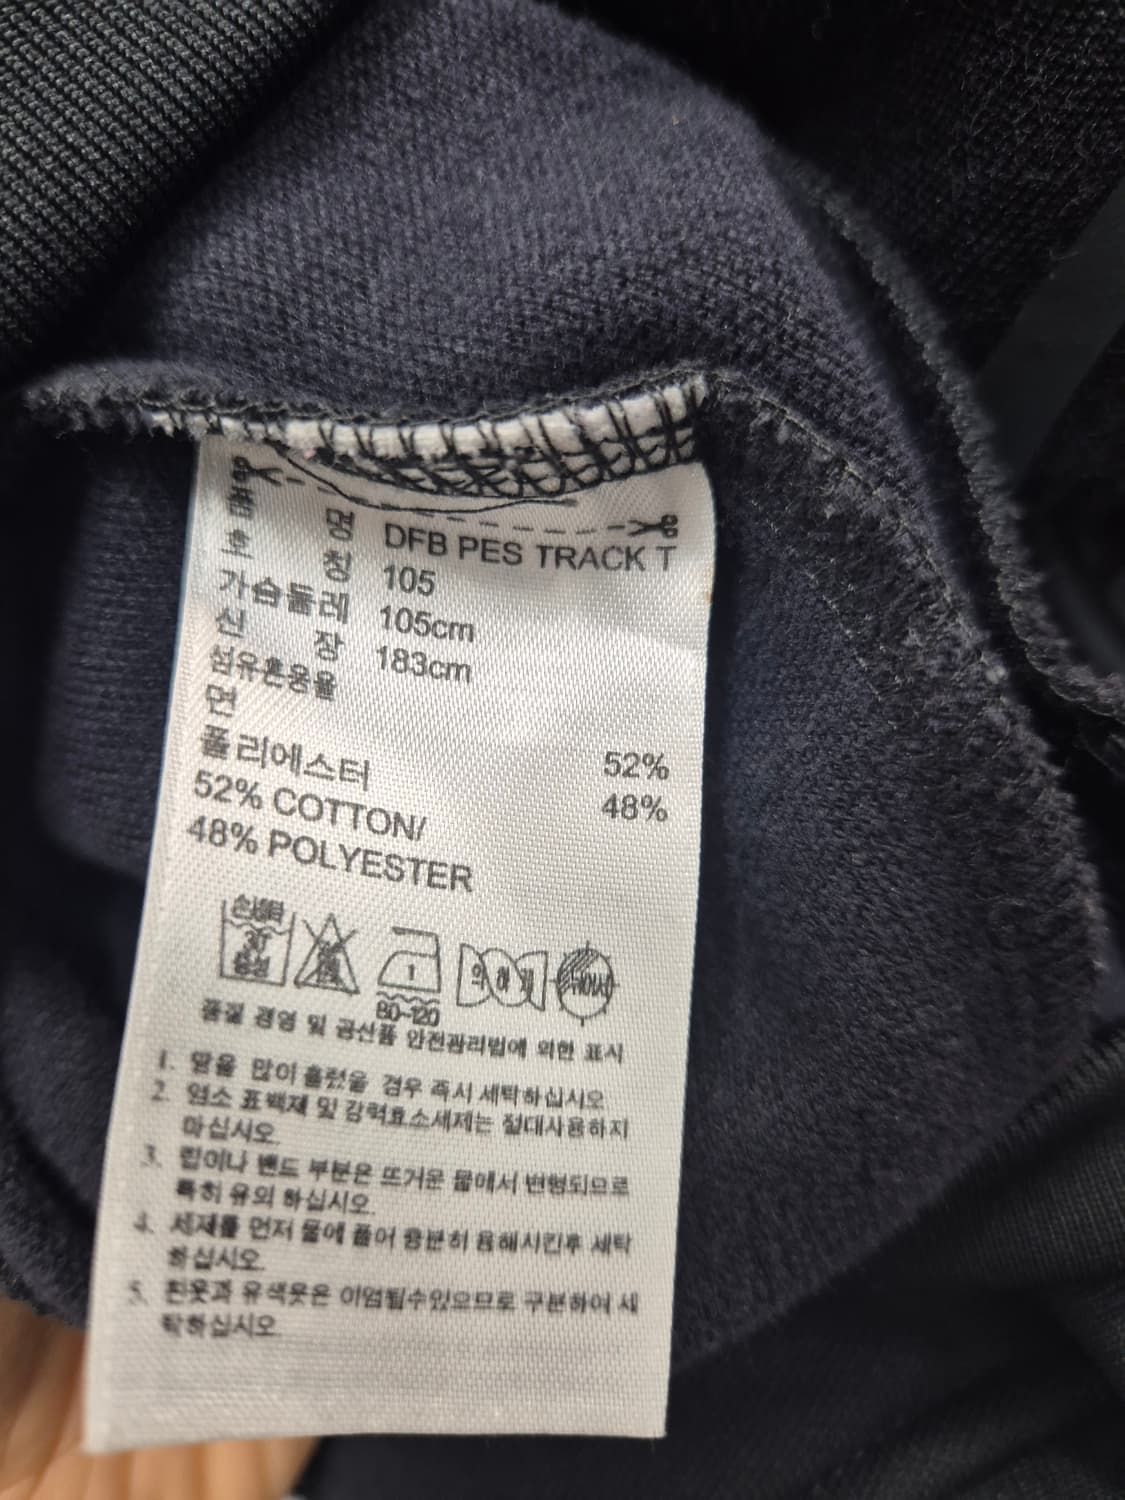 품 명 DFB PES TRACK T
호 칭 105
가슴둘레 105cm
신 장 183cm
섬유혼용율
면 52%
폴리에스터 48%
52% COTTON/
48% POLYESTER
손세탁
30
중성
1
80~120
품질 경영 및 공산품 안전관리법에 의한 표시
1. 땀을 많이 흘렸을 경우 즉시 세탁하십시오
2. 염소 표백제 및 강력효소세제는 절대사용하지
마십시오.
3. 립이나 밴드 부분은 뜨거운 물에서 변형되므로
특히 유의 하십시오.
4. 세제를 먼저 물에 풀어 충분히 용해시킨후 세탁
하십시오.
5. 흰옷과 유색옷은 이염될수있으므로 구분하여 세
탁하십시오.